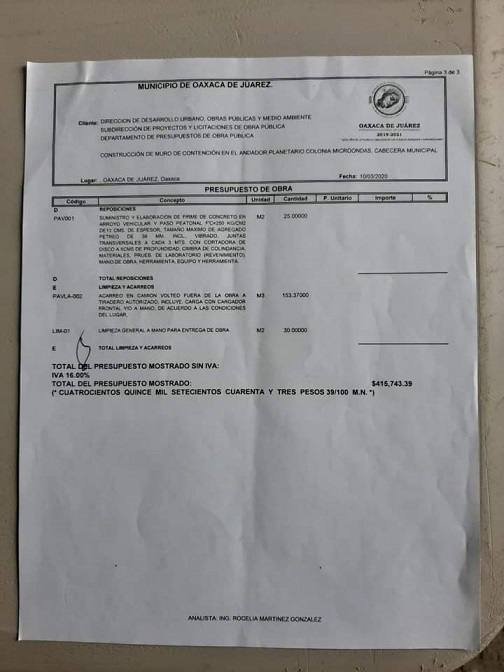 Página 3 de 3
MUNICIPIO DE OAXACA DE JUÁREZ.
Cliente: DIRECCION DE DESARROLLO URBANO, OBRAS PÚBLICAS Y MEDIO AMBIENTE
SUBDIRECCIÓN DE PROYECTOS Y LICITACIONES DE OBRA PÚBLICA
DEPARTAMENTO DE PRESUPUESTOS DE OBRA PÚBLICA
OAXACA DE JUÁREZ
2019-2021
CONSTRUCCIÓN DE MURO DE CONTENCIÓN EN EL ANDADOR PLANETARIO COLONIA MICROONDAS, CABECERA MUNICIPAL
Lugar: OAXACA DE JUÁREZ, Oaxaca Fecha: 10/03/2020
PRESUPUESTO DE OBRA
Código Concepto Unidad Cantidad P. Unitario Importe %
D REPOSICIONES
PAV001 SUMINISTRO Y ELABORACIÓN DE FIRME DE CONCRETO EN M2 25.00000
ARROYO VEHICULAR Y PASO PEATONAL F'C=250 KG/CM2
DE ESPESOR, TAMAÑO MAXIMO DE AGREGADO
PETREO DE 38 MM. INCL. VIBRADO, JUNTAS
TRANSVERSALES A CADA 3 MTS. CON CORTADORA DE
DISCO A DE PROFUNDIDAD, CIMBRA DE COLINDANCIA,
MATERIALES, PRUEB. DE LABORATORIO (REVENIMIENTO)
MANO DE OBRA, HERRAMIENTA, EQUIPO Y HERRAMIENTA.
D TOTAL REPOSICIONES
E LIMPIEZA Y ACARREOS
PAVLA-002 ACARREO EN CAMION VOLTEO FUERA DE LA OBRA A M3 153.37000
TIRADERO AUTORIZADO, INCLUYE: CARGA CON CARGADOR
FRONTAL Y/O A MANO, DE ACUERDO A LAS CONDICIONES
DEL LUGAR.
LIM-01 LIMPIEZA GENERAL A MANO PARA ENTREGA DE OBRA. M2 30.00000
E TOTAL LIMPIEZA Y ACARREOS
TOTAL DEL PRESUPUESTO MOSTRADO SIN IVA:
IVA 16.00%
TOTAL DEL PRESUPUESTO MOSTRADO: $415,743.39
(* CUATROCIENTOS QUINCE MIL SETECIENTOS CUARENTA Y TRES PESOS 39/100 M.N. *)
ANALISTA: ING. ROGELIA MARTINEZ GONZALEZ